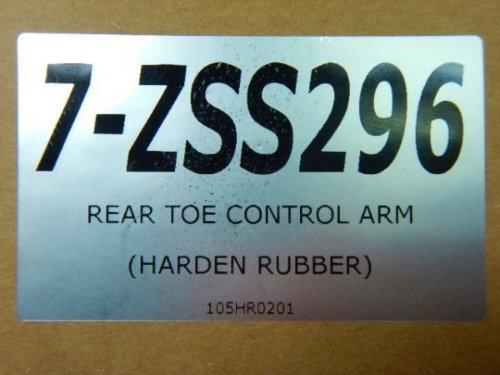 7-ZSS296
REAR TOE CONTROL ARM
(HARDEN RUBBER)
105HR0201